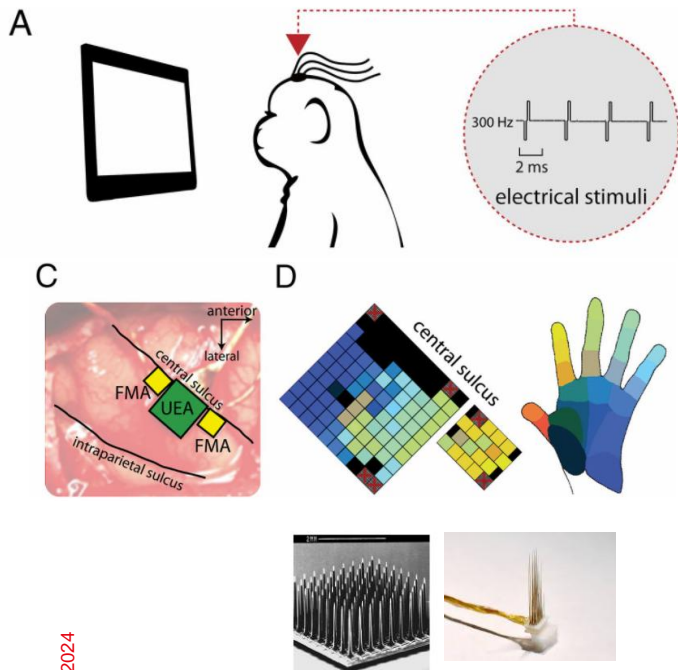 A
300 Hz
2 ms
electrical stimuli
C
anterior
lateral
central sulcus
FMA
UEA
FMA
intraparietal sulcus
D
central sulcus
2024